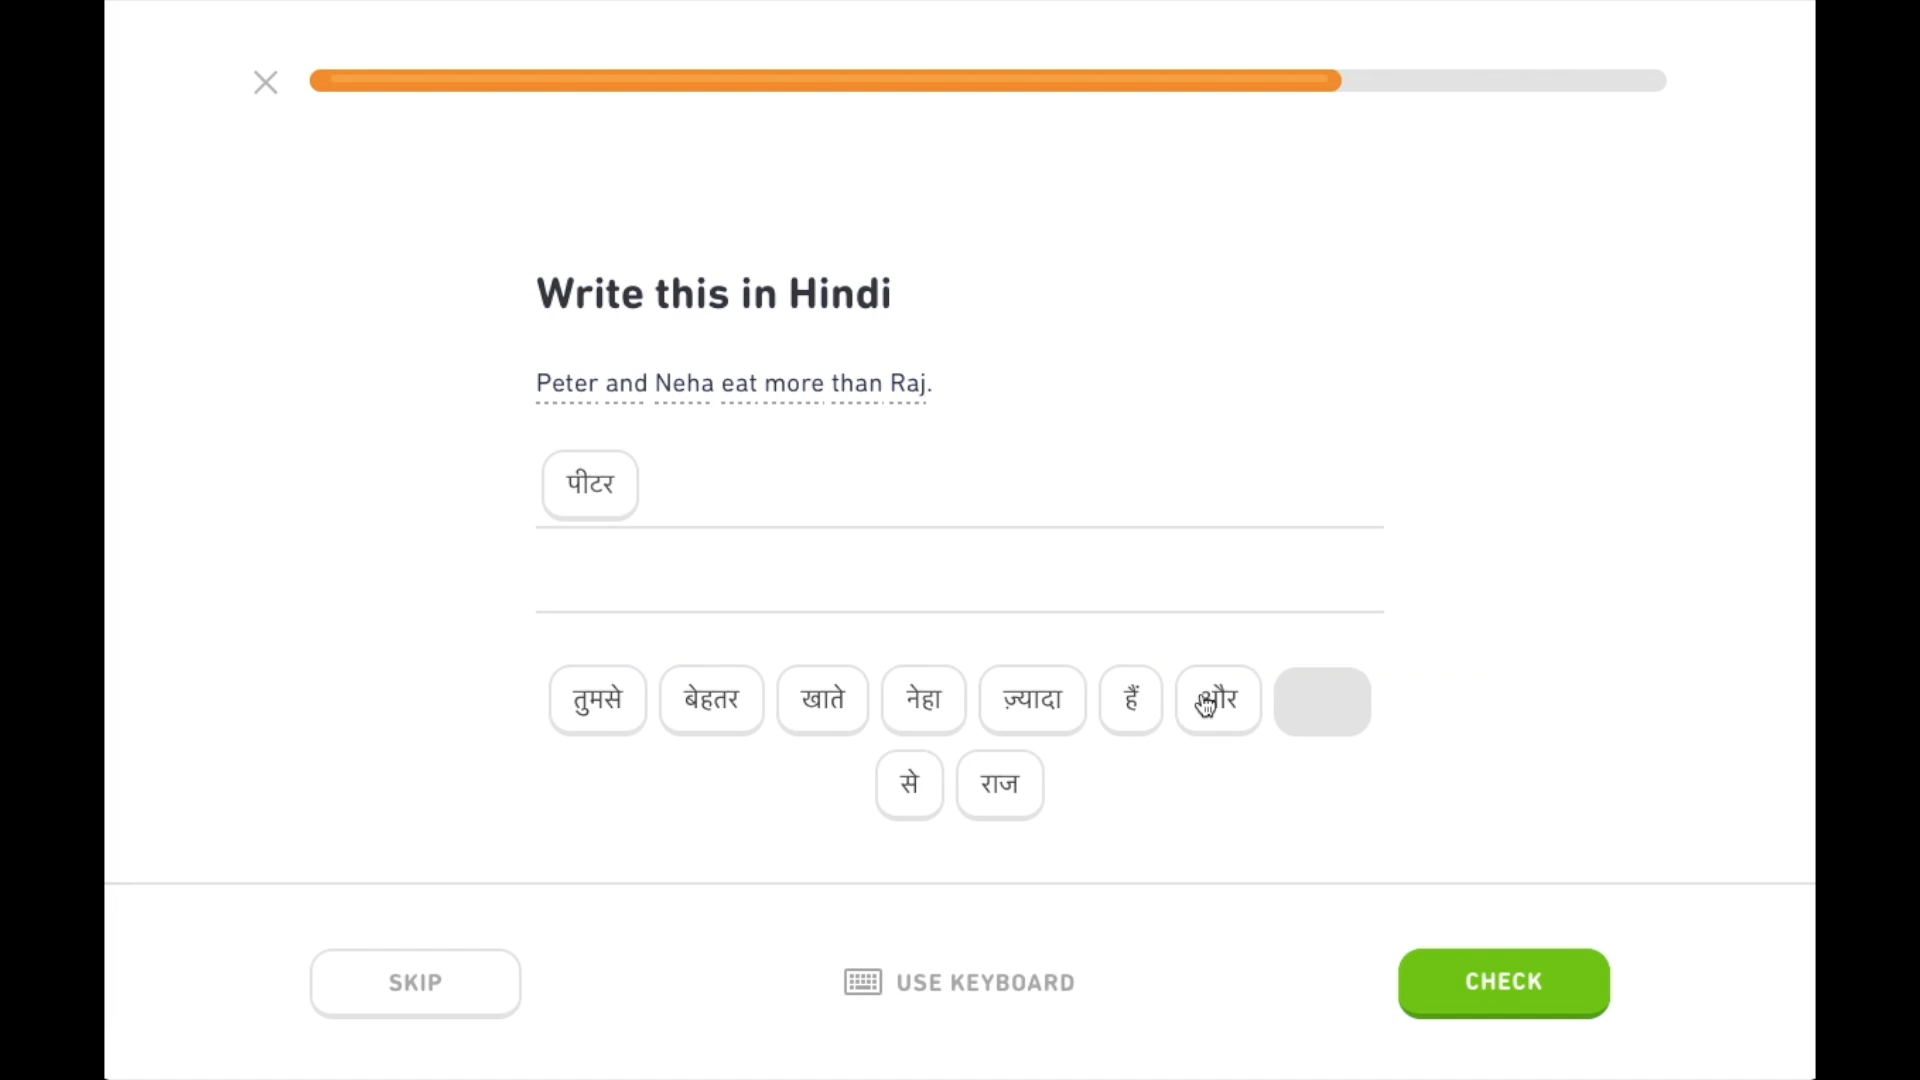 Write this in Hindi
Peter and Neha eat more than Raj.
पीटर
तुमसे बेहतर खाते नेहा ज़्यादा हैं और
से राज
SKIP USE KEYBOARD CHECK